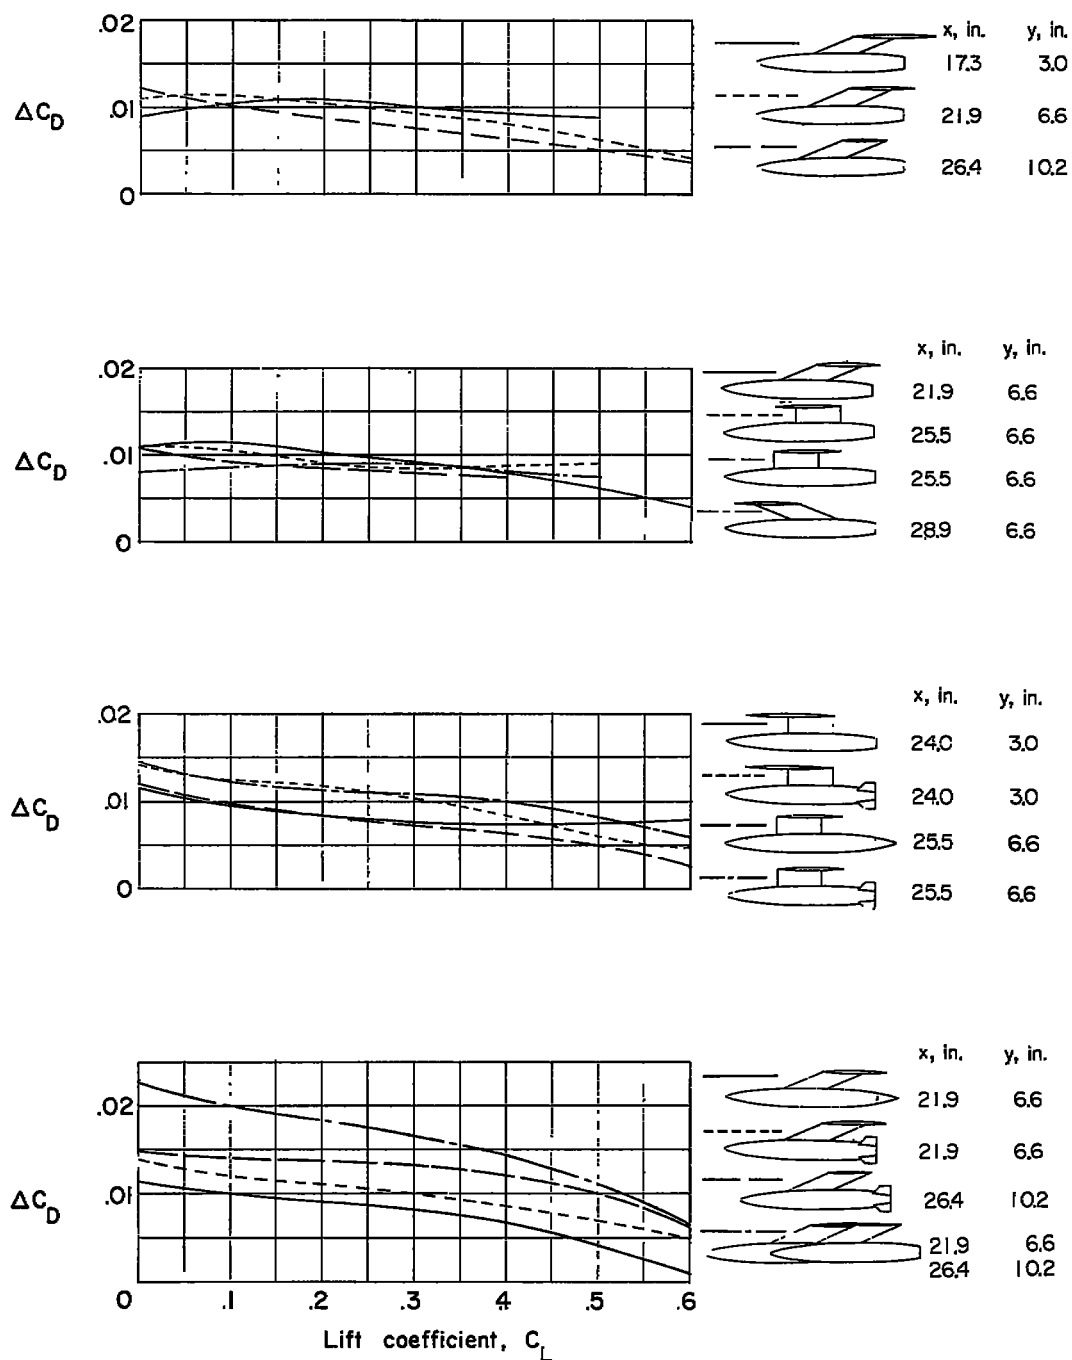 .02
.01
0
ΔC_D
x, in. y, in.
17.3 3.0
21.9 6.6
26.4 10.2
.02
.01
0
ΔC_D
x, in. y, in.
21.9 6.6
25.5 6.6
25.5 6.6
28.9 6.6
.02
.01
0
ΔC_D
x, in. y, in.
24.0 3.0
24.0 3.0
25.5 6.6
25.5 6.6
.02
.01
ΔC_D
x, in. y, in.
21.9 6.6
21.9 6.6
26.4 10.2
21.9 6.6
26.4 10.2
0 .1 .2 .3 .4 .5 .6
Lift coefficient, C_L